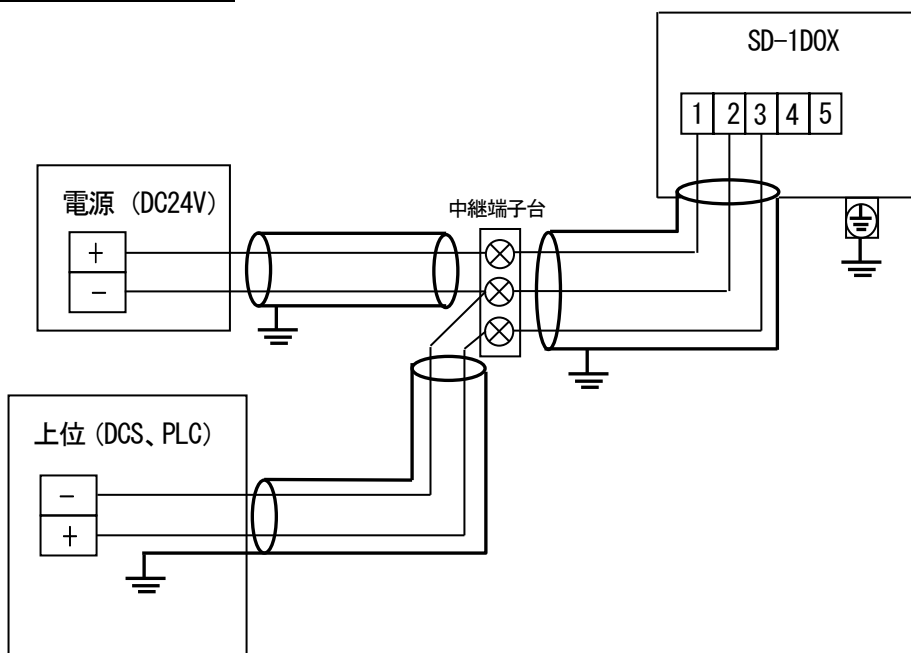 SD-1DOX
1 2 3 4 5
電源 (DC24V)
+
-
中継端子台
上位 (DCS、PLC)
-
+